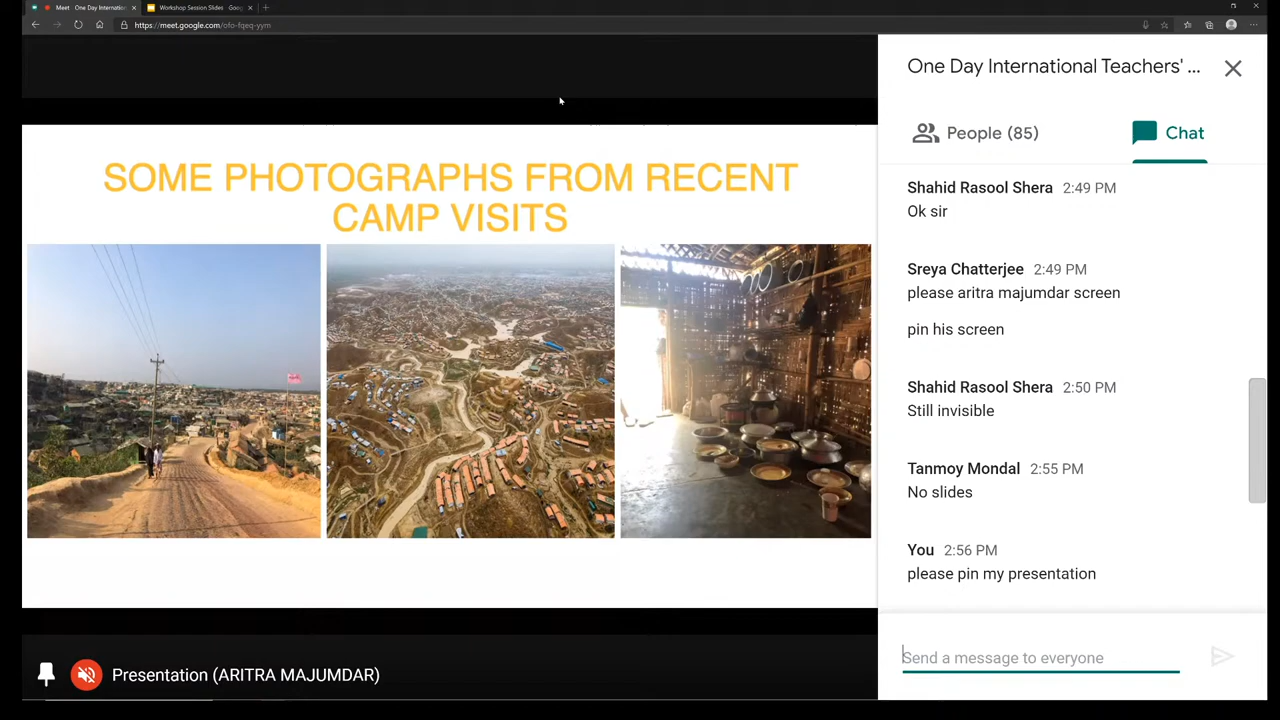 Meet - One Day Internation
Workshop Session Slides - Goog
https://meet.google.com/ofo-fqeq-yym
SOME PHOTOGRAPHS FROM RECENT
CAMP VISITS
Presentation (ARITRA MAJUMDAR)
One Day International Teachers' ...
People (85)
Chat
Shahid Rasool Shera 2:49 PM
Ok sir
Sreya Chatterjee 2:49 PM
please aritra majumdar screen
pin his screen
Shahid Rasool Shera 2:50 PM
Still invisible
Tanmoy Mondal 2:55 PM
No slides
You 2:56 PM
please pin my presentation
Send a message to everyone